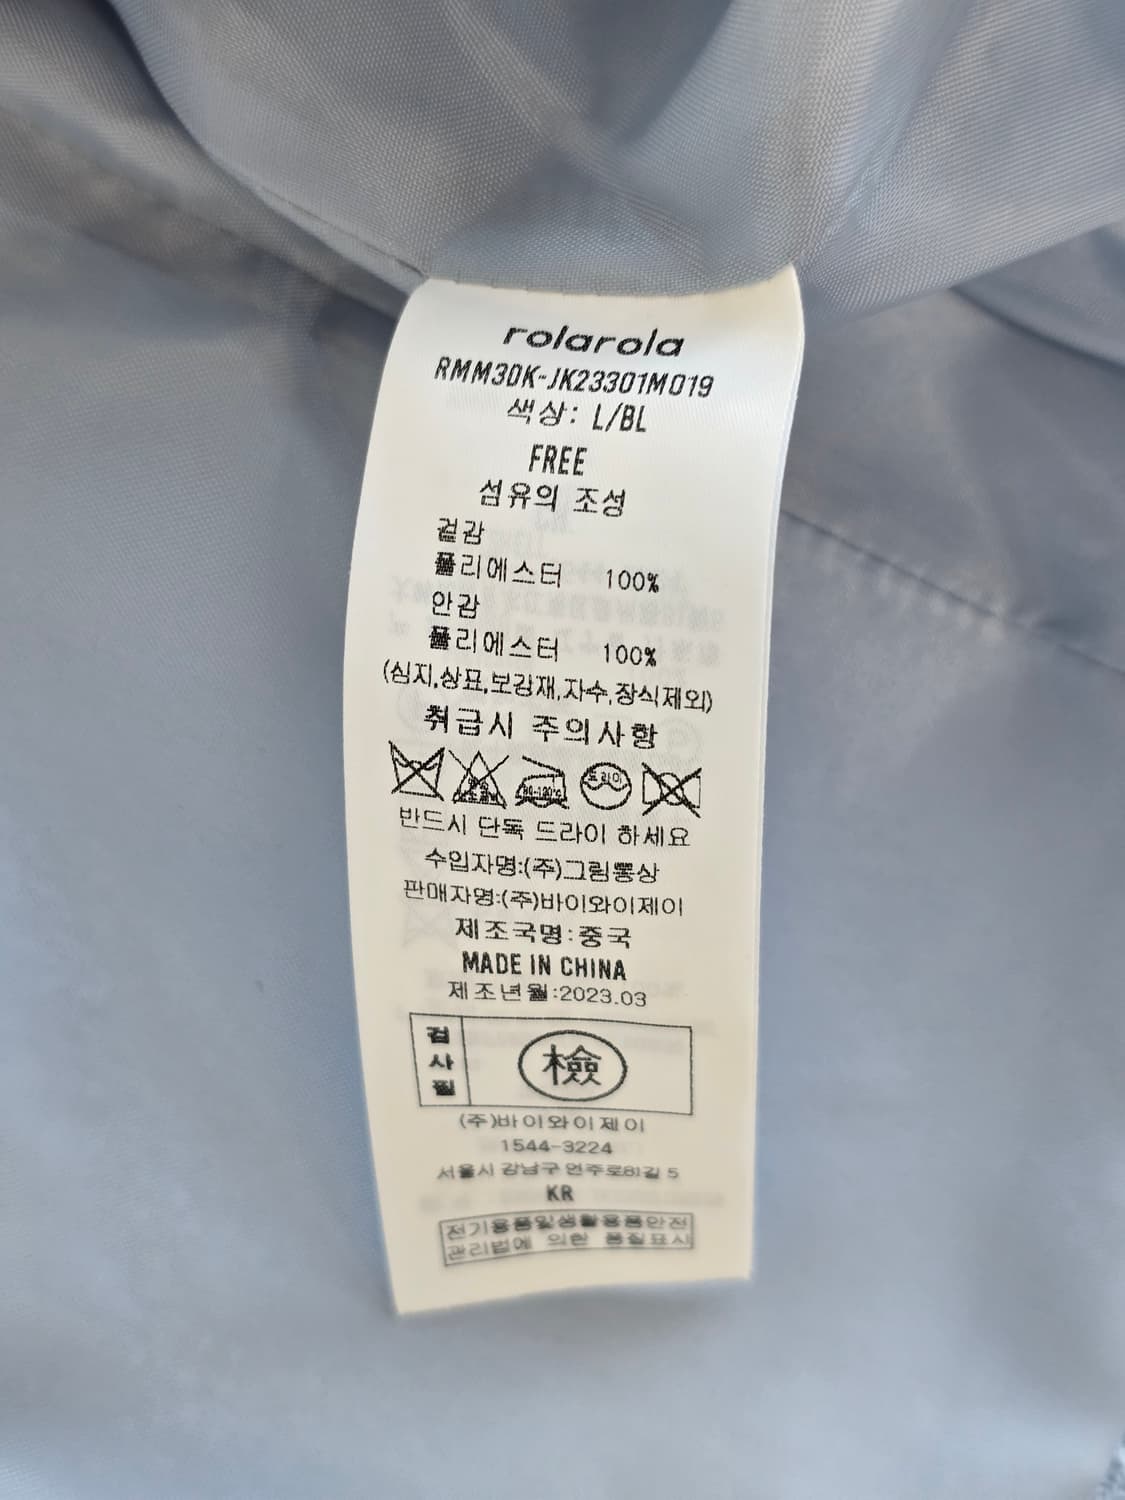 rolarola
RMM30K-JK23301M019
색상: L/BL
FREE
섬유의 조성
겉감
폴리에스터 100%
안감
폴리에스터 100%
(심지,상표,보강재,자수,장식제외)
취급시 주의사항
드라이
80-120℃
반드시 단독 드라이 하세요
수입자명:(주)그림통상
판매자명:(주)바이와이제이
제조국명:중국
MADE IN CHINA
제조년월:2023.03
검사필
檢
(주)바이와이제이
1544-3224
서울시 강남구 언주로81길 5
KR
전기용품및생활용품안전
관리법에 의한 품질표시